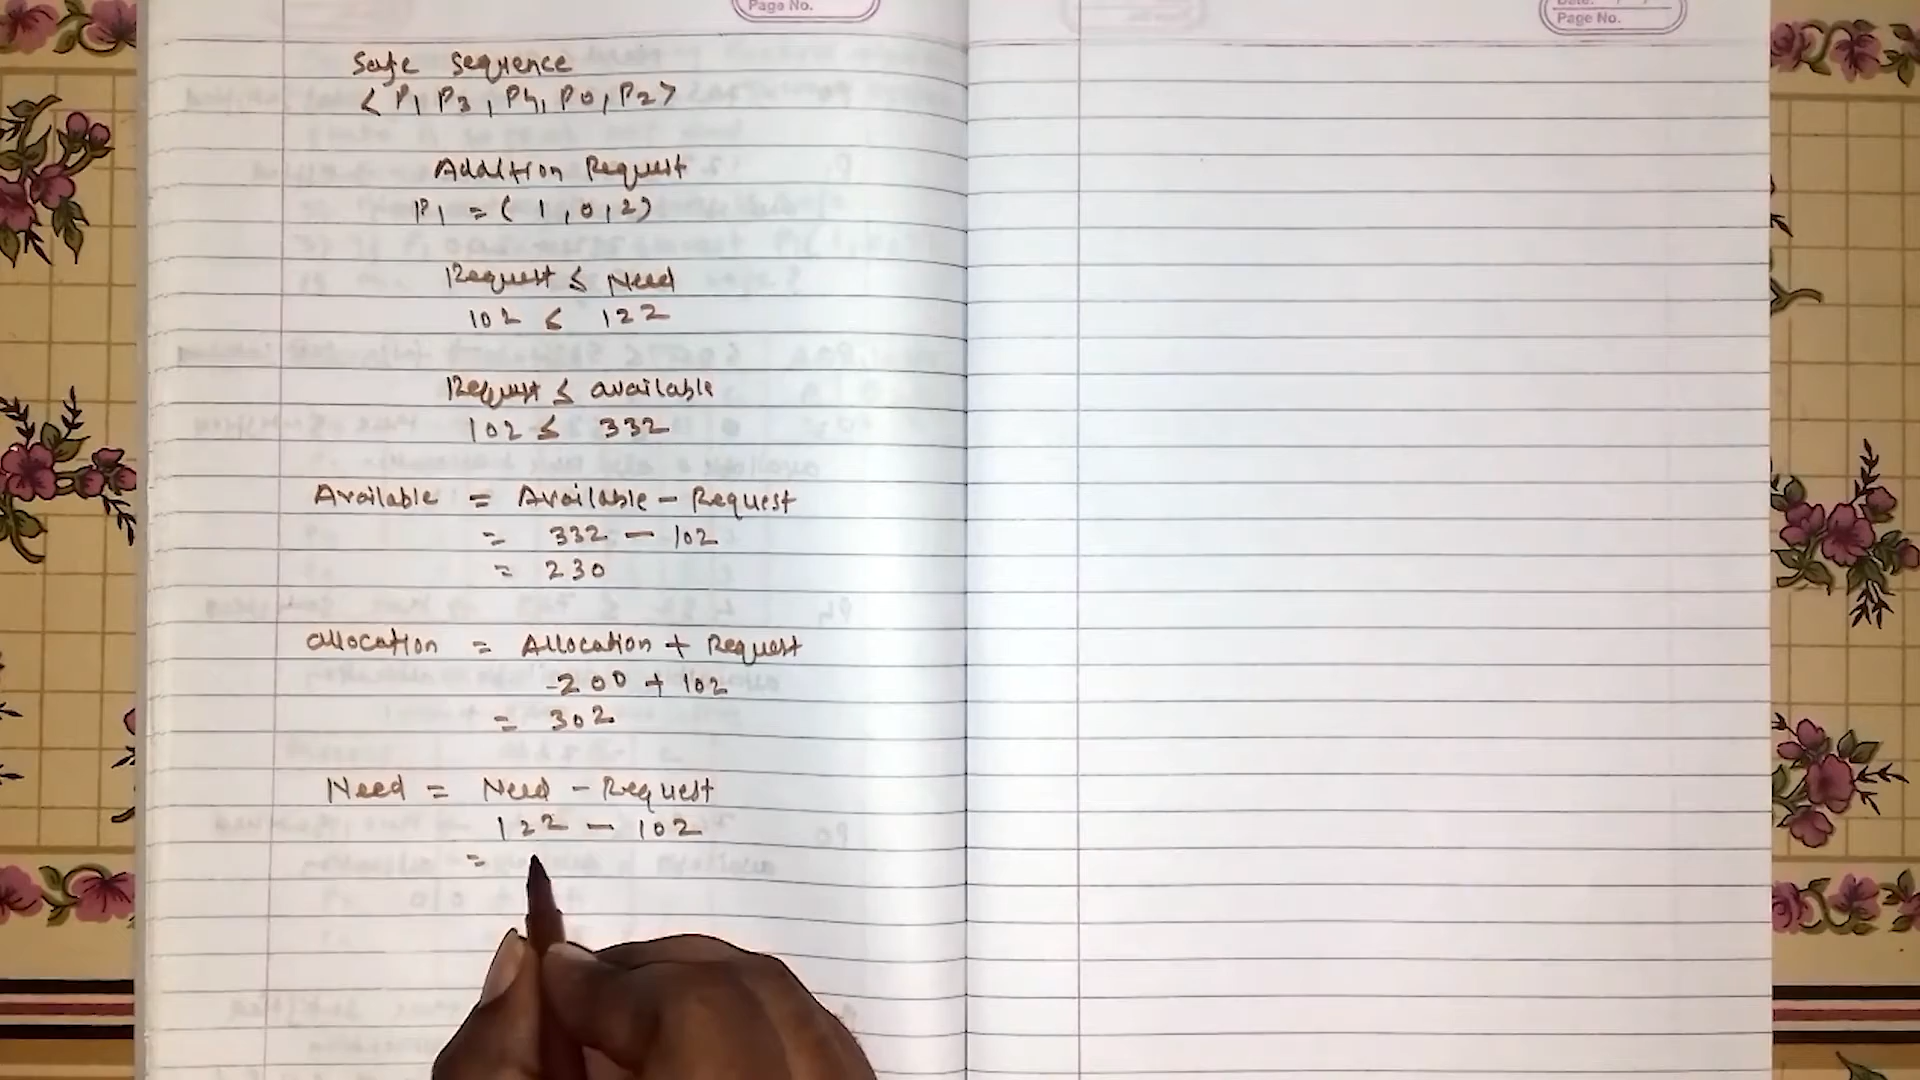 Page No.
Date:
Page No.
Safe sequence
< P1 P3, P4, P0, P2>
Addition Request
P1 = ( 1, 0, 2)
Request ≤ Need
102 ≤ 122
Request ≤ available
102 ≤ 332
Available = Available - Request
= 332 - 102
= 230
allocation = Allocation + Request
200 + 102
= 302
Need = Need - Request
122 - 102
=